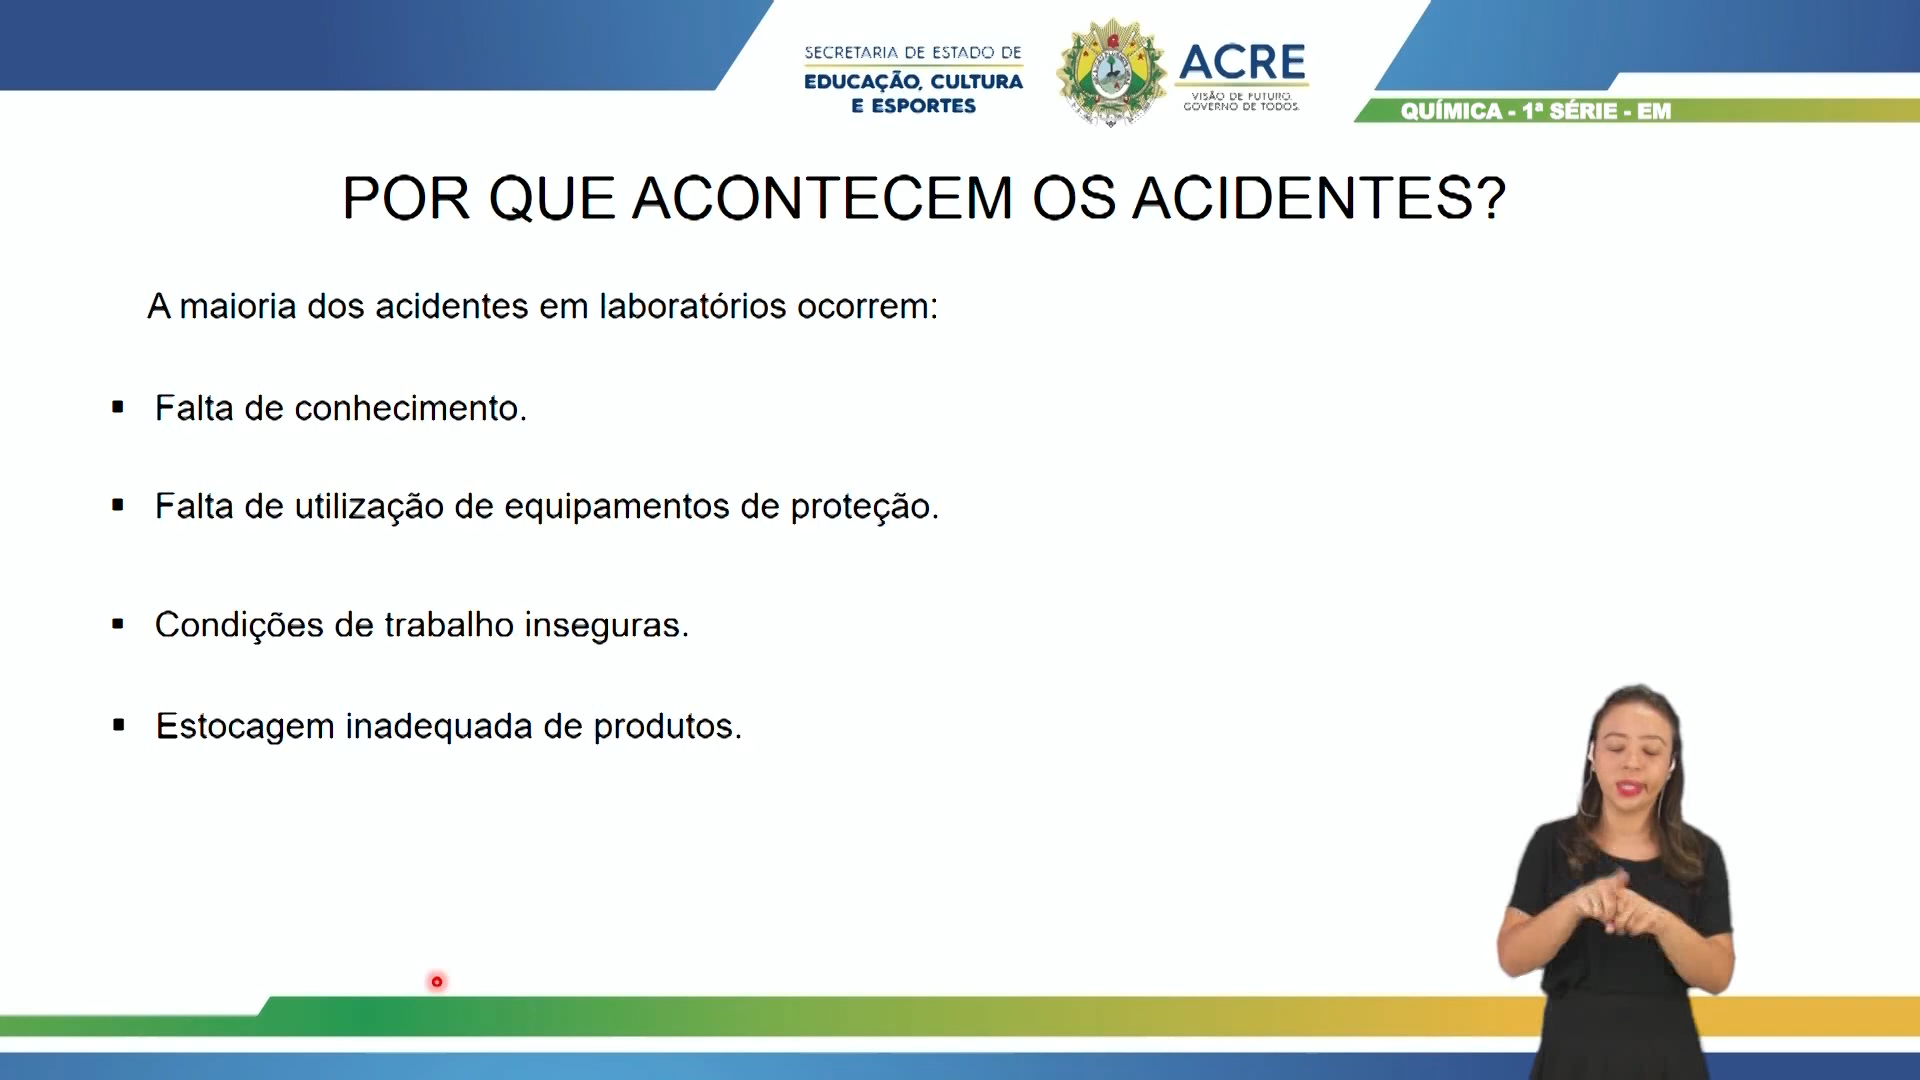 SECRETARIA DE ESTADO DE
EDUCAÇÃO, CULTURA
E ESPORTES
ACRE
VISÃO DE FUTURO.
GOVERNO DE TODOS.
QUÍMICA - 1ª SÉRIE - EM
POR QUE ACONTECEM OS ACIDENTES?
A maioria dos acidentes em laboratórios ocorrem:
▪ Falta de conhecimento.
▪ Falta de utilização de equipamentos de proteção.
▪ Condições de trabalho inseguras.
▪ Estocagem inadequada de produtos.